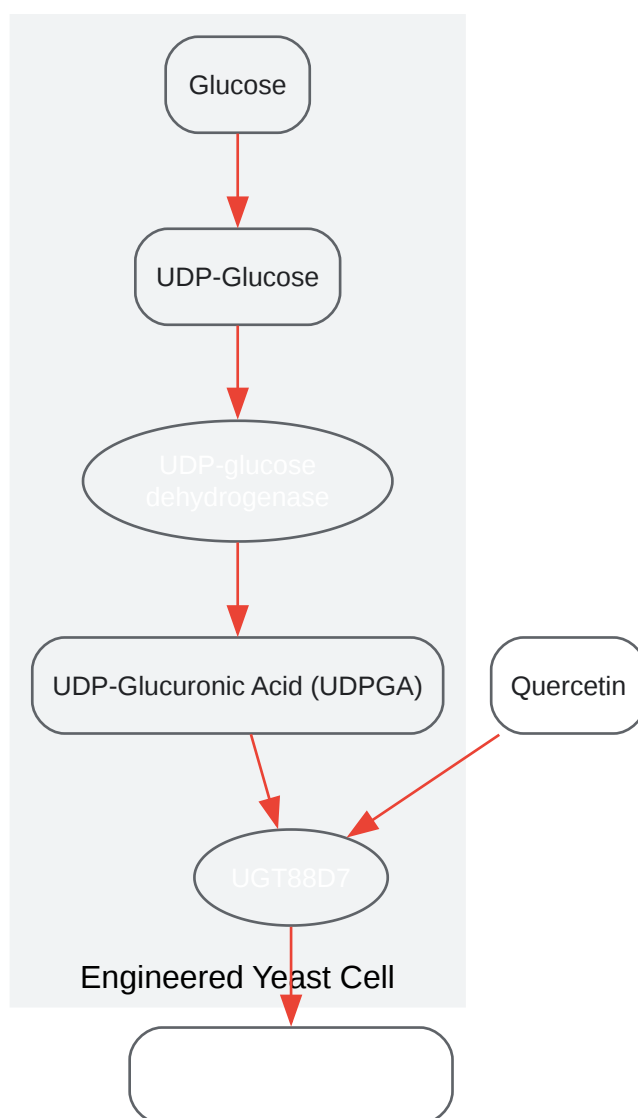 Glucose
UDP-Glucose
UDP-glucose
dehydrogenase
UDP-Glucuronic Acid (UDPGA)
Quercetin
UGT88D7
Engineered Yeast Cell